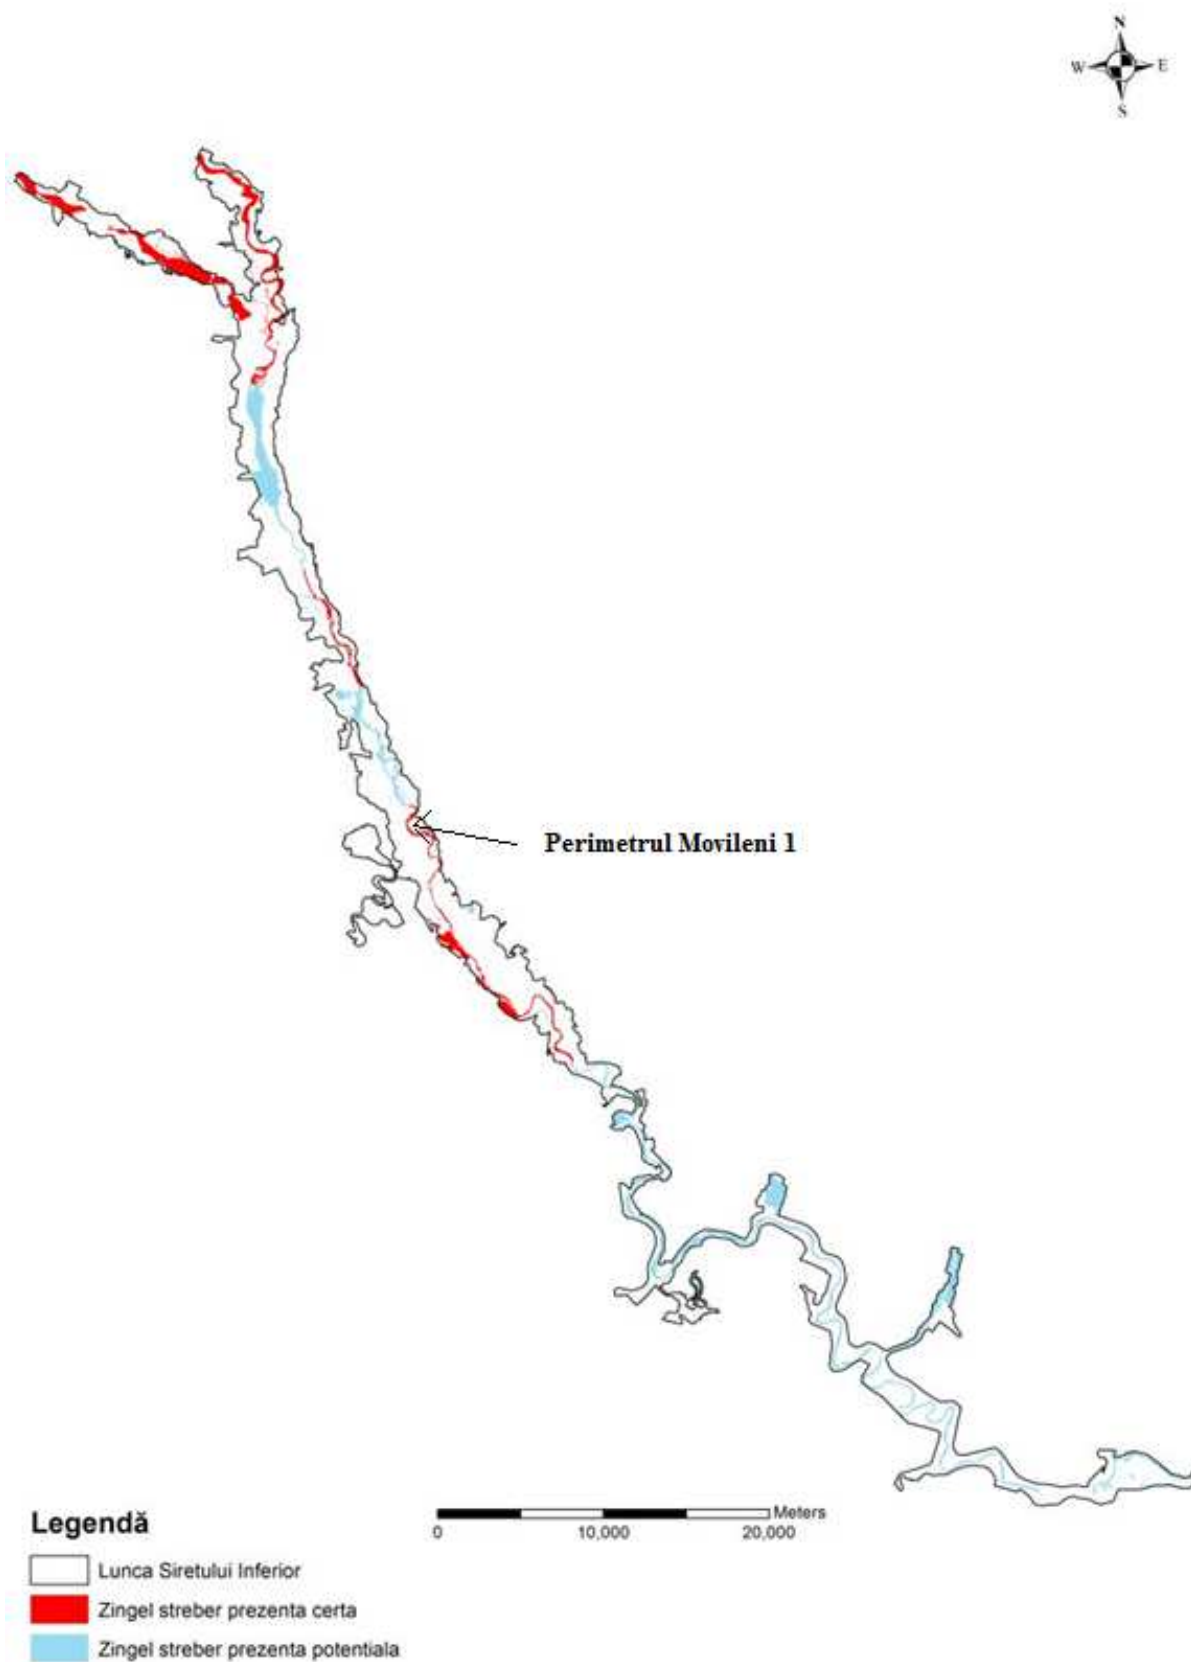 N
W E
S
Perimetrul Movileni 1
Legendă
Meters
0 10,000 20,000
Lunca Siretului Inferior
Zingel streber prezenta certa
Zingel streber prezenta potentiala